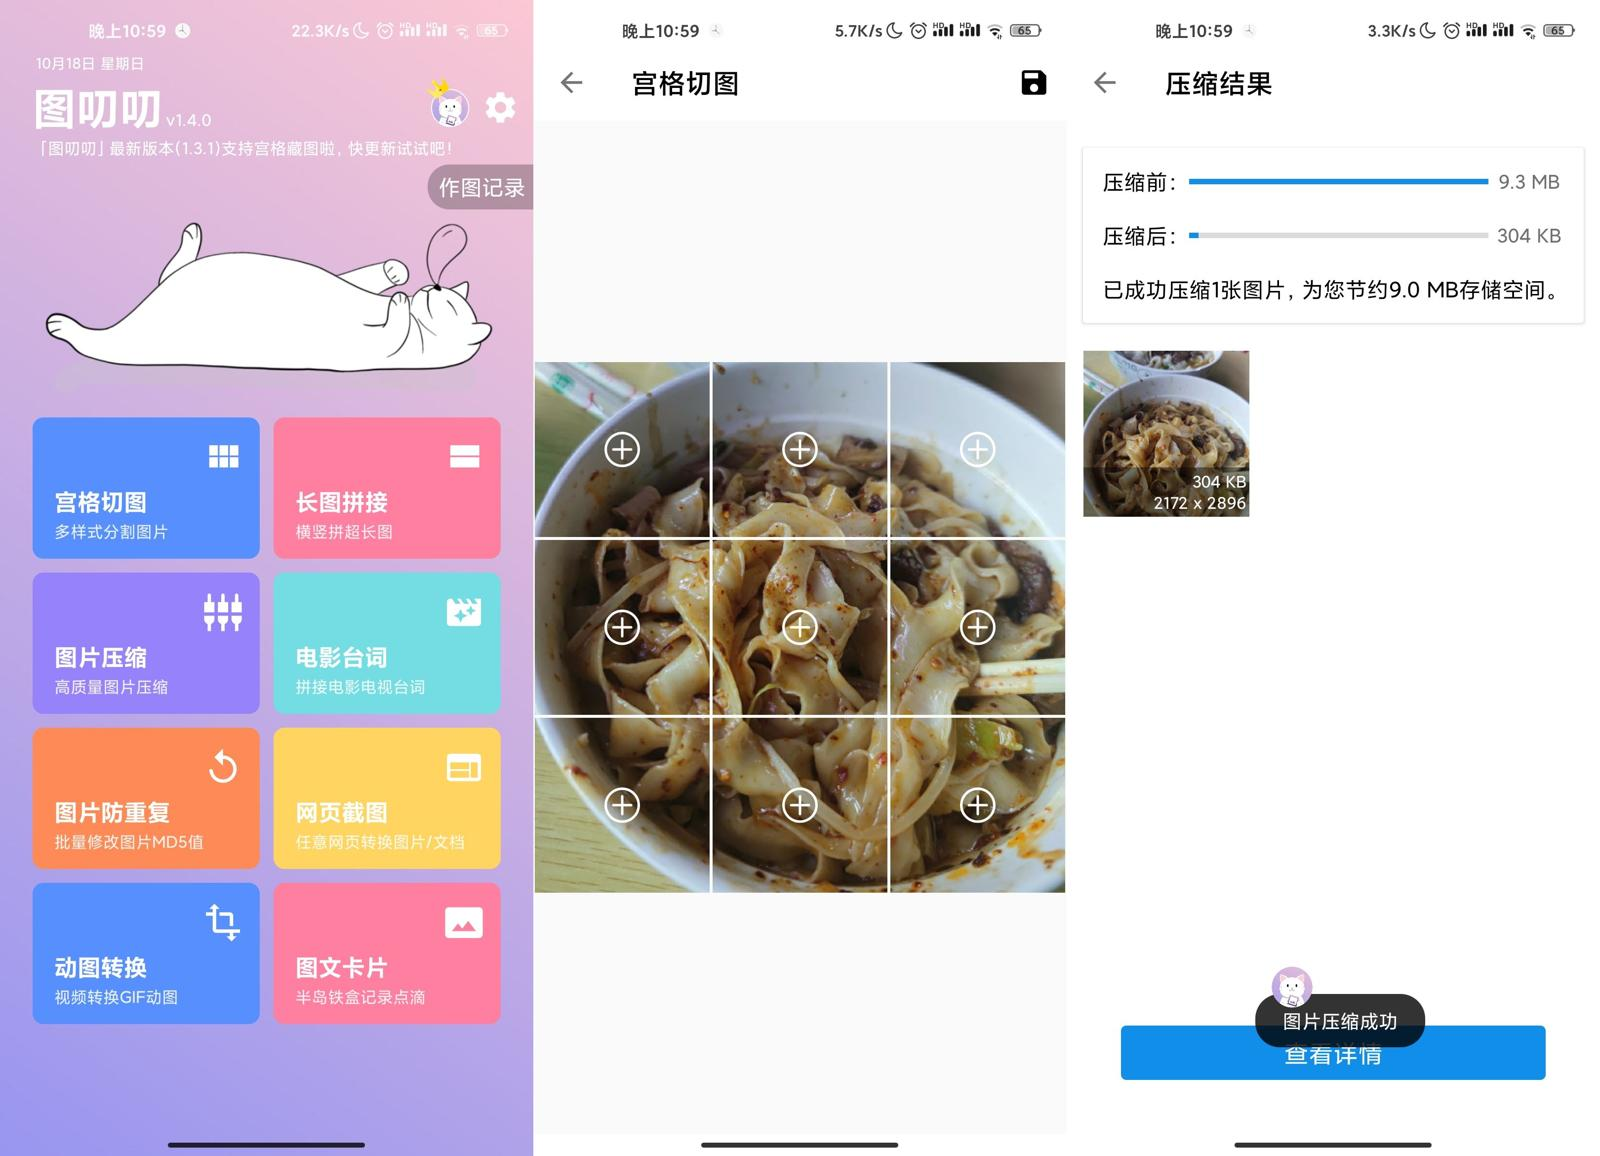 晚上10:59
22.3K/s
HD
HD
65
10月18日 星期日
图叨叨 v1.4.0
「图叨叨」最新版本(1.3.1)支持宫格藏图啦，快更新试试吧！
作图记录
宫格切图
多样式分割图片
长图拼接
横竖拼超长图
图片压缩
高质量图片压缩
电影台词
拼接电影电视台词
图片防重复
批量修改图片MD5值
网页截图
任意网页转换图片/文档
动图转换
视频转换GIF动图
图文卡片
半岛铁盒记录点滴
晚上10:59
5.7K/s
HD
HD
65
宫格切图
晚上10:59
3.3K/s
HD
HD
65
压缩结果
压缩前：
9.3 MB
压缩后：
304 KB
已成功压缩1张图片，为您节约9.0 MB存储空间。
304 KB
2172 x 2896
图片压缩成功
查看详情